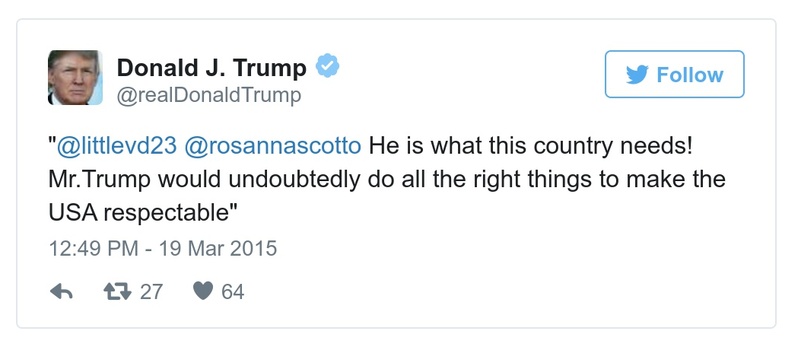 Donald J. Trump
@realDonaldTrump
Follow
"@littlevd23 @rosannascotto He is what this country needs!
Mr.Trump would undoubtedly do all the right things to make the
USA respectable"
12:49 PM - 19 Mar 2015
27 64